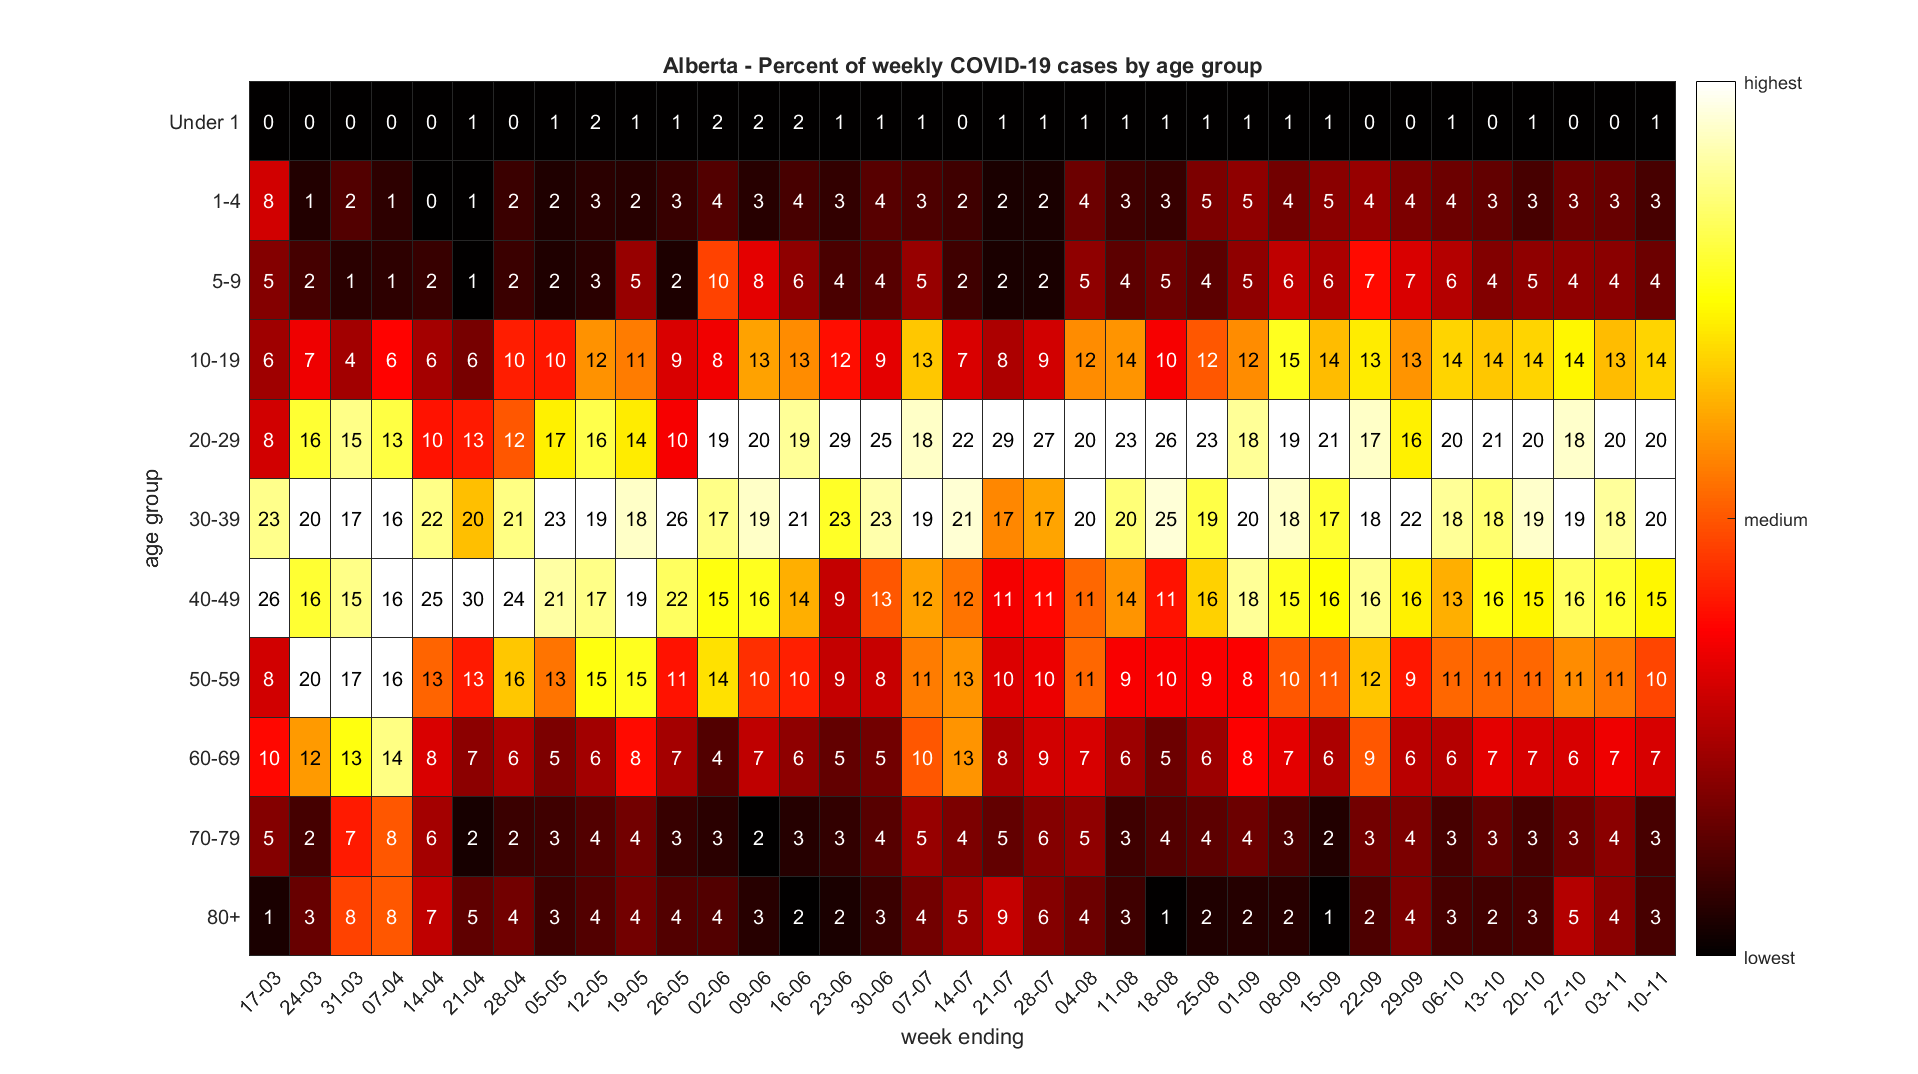 Alberta - Percent of weekly COVID-19 cases by age group
highest
Under 1 0 0 0 0 0 1 0 1 2 1 1 2 2 2 1 1 1 0 1 1 1 1 1 1 1 1 1 0 0 1 0 1 0 0 1
1-4 8 1 2 1 0 1 2 2 3 2 3 4 3 4 3 4 3 2 2 2 4 3 3 5 5 4 5 4 4 4 3 3 3 3 3
5-9 5 2 1 1 2 1 2 2 3 5 2 10 8 6 4 4 5 2 2 2 5 4 5 4 5 6 6 7 7 6 4 5 4 4 4
10-19 6 7 4 6 6 6 10 10 12 11 9 8 13 13 12 9 13 7 8 9 12 14 10 12 12 15 14 13 13 14 14 14 14 13 14
20-29 8 16 15 13 10 13 12 17 16 14 10 19 20 19 29 25 18 22 29 27 20 23 26 23 18 19 21 17 16 20 21 20 18 20 20
age group
30-39 23 20 17 16 22 20 21 23 19 18 26 17 19 21 23 23 19 21 17 17 20 20 25 19 20 18 17 18 22 18 18 19 19 18 20
medium
40-49 26 16 15 16 25 30 24 21 17 19 22 15 16 14 9 13 12 12 11 11 11 14 11 16 18 15 16 16 16 13 16 15 16 16 15
50-59 8 20 17 16 13 13 16 13 15 15 11 14 10 10 9 8 11 13 10 10 11 9 10 9 8 10 11 12 9 11 11 11 11 11 10
60-69 10 12 13 14 8 7 6 5 6 8 7 4 7 6 5 5 10 13 8 9 7 6 5 6 8 7 6 9 6 6 7 7 6 7 7
70-79 5 2 7 8 6 2 2 3 4 4 3 3 2 3 3 4 5 4 5 6 5 3 4 4 4 3 2 3 4 3 3 3 3 4 3
80+ 1 3 8 8 7 5 4 3 4 4 4 4 3 2 2 3 4 5 9 6 4 3 1 2 2 2 1 2 4 3 2 3 5 4 3
lowest
17-03 24-03 31-03 07-04 14-04 21-04 28-04 05-05 12-05 19-05 26-05 02-06 09-06 16-06 23-06 30-06 07-07 14-07 21-07 28-07 04-08 11-08 18-08 25-08 01-09 08-09 15-09 22-09 29-09 06-10 13-10 20-10 27-10 03-11 10-11
week ending